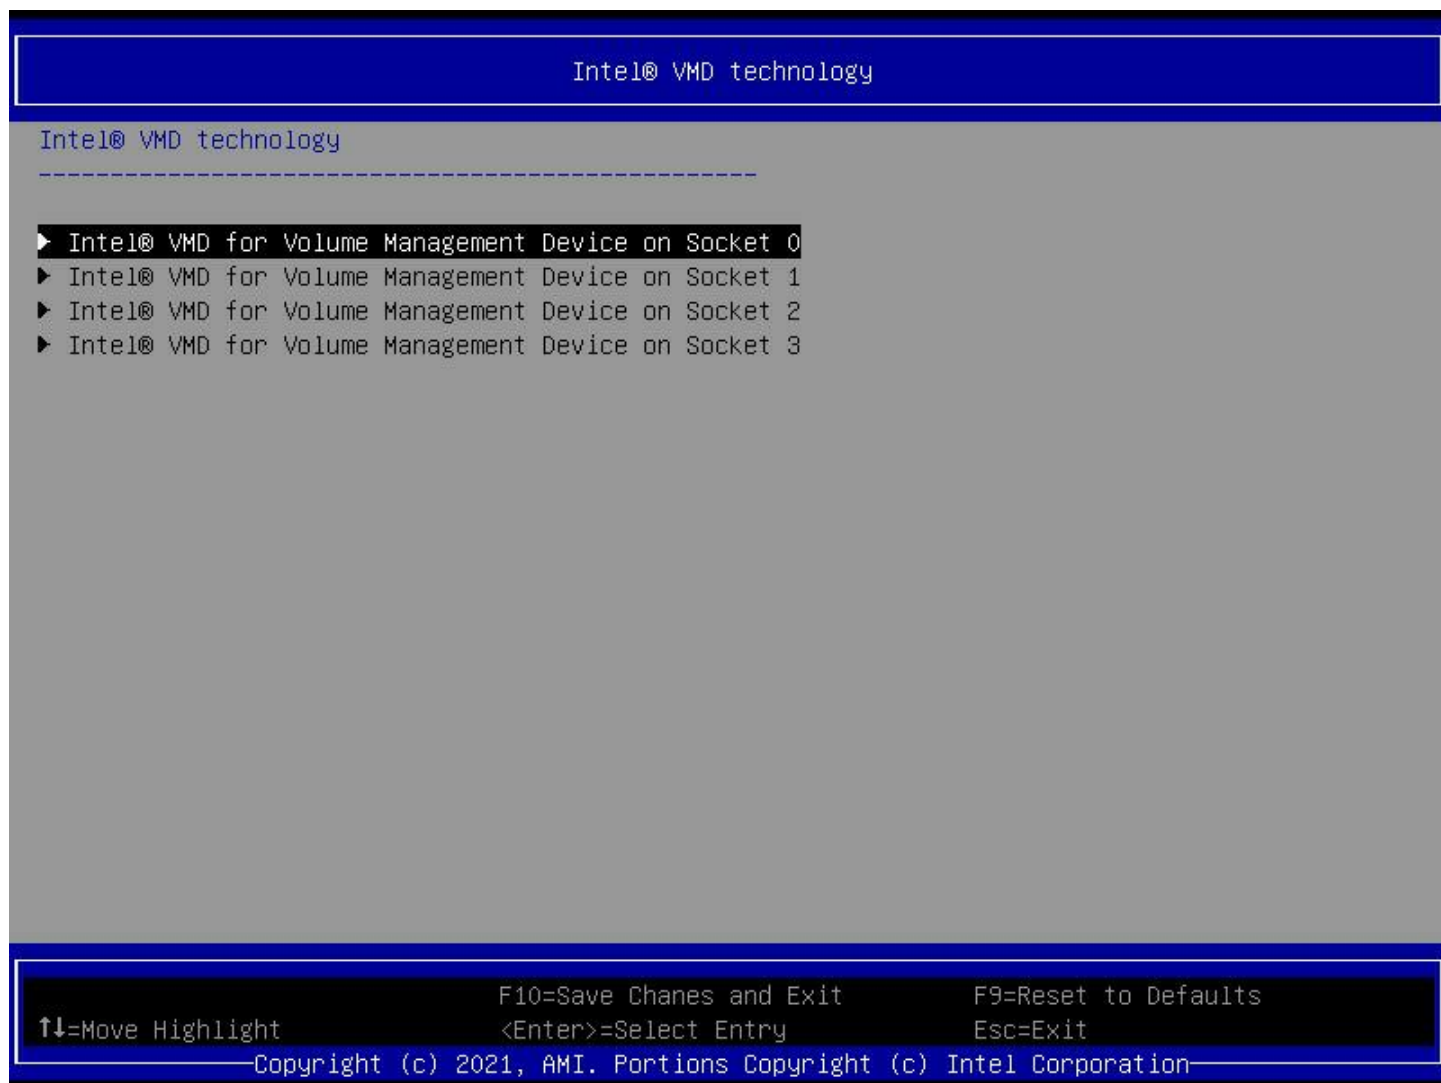 Intel® VMD technology
Intel® VMD technology
--------------------------------------------------
▶ Intel® VMD for Volume Management Device on Socket 0
▶ Intel® VMD for Volume Management Device on Socket 1
▶ Intel® VMD for Volume Management Device on Socket 2
▶ Intel® VMD for Volume Management Device on Socket 3
F10=Save Chanes and Exit F9=Reset to Defaults
↑↓=Move Highlight <Enter>=Select Entry Esc=Exit
Copyright (c) 2021, AMI. Portions Copyright (c) Intel Corporation